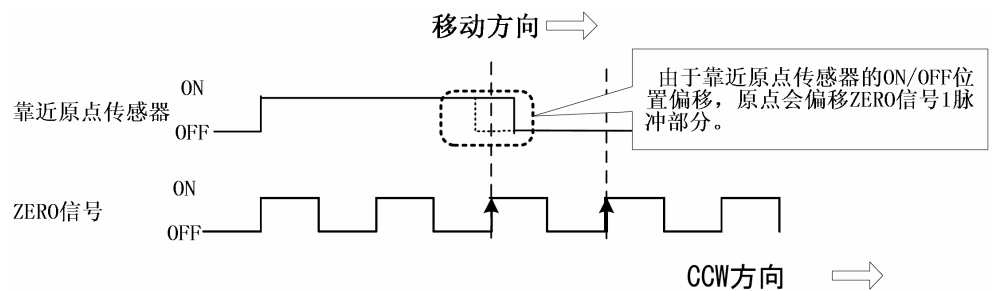 移动方向
ON
靠近原点传感器
OFF
由于靠近原点传感器的ON/OFF位
置偏移，原点会偏移ZERO信号1脉
冲部分。
ON
ZERO信号
OFF
CCW方向